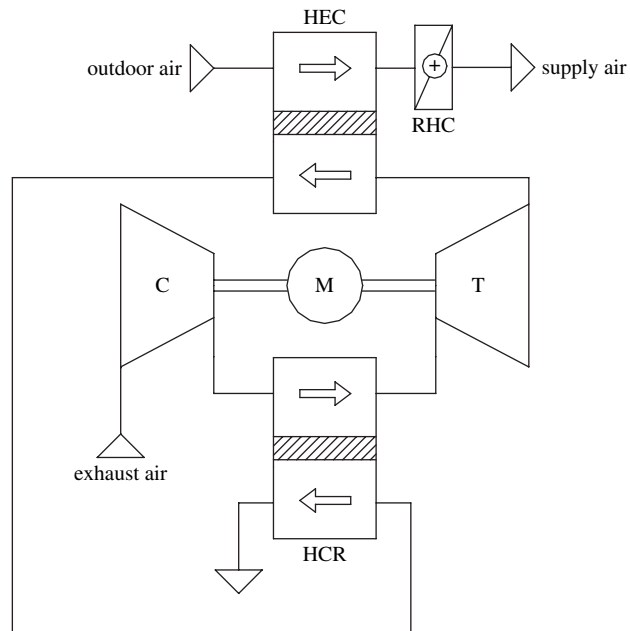 HEC
outdoor air
+
supply air
RHC
C
M
T
exhaust air
HCR